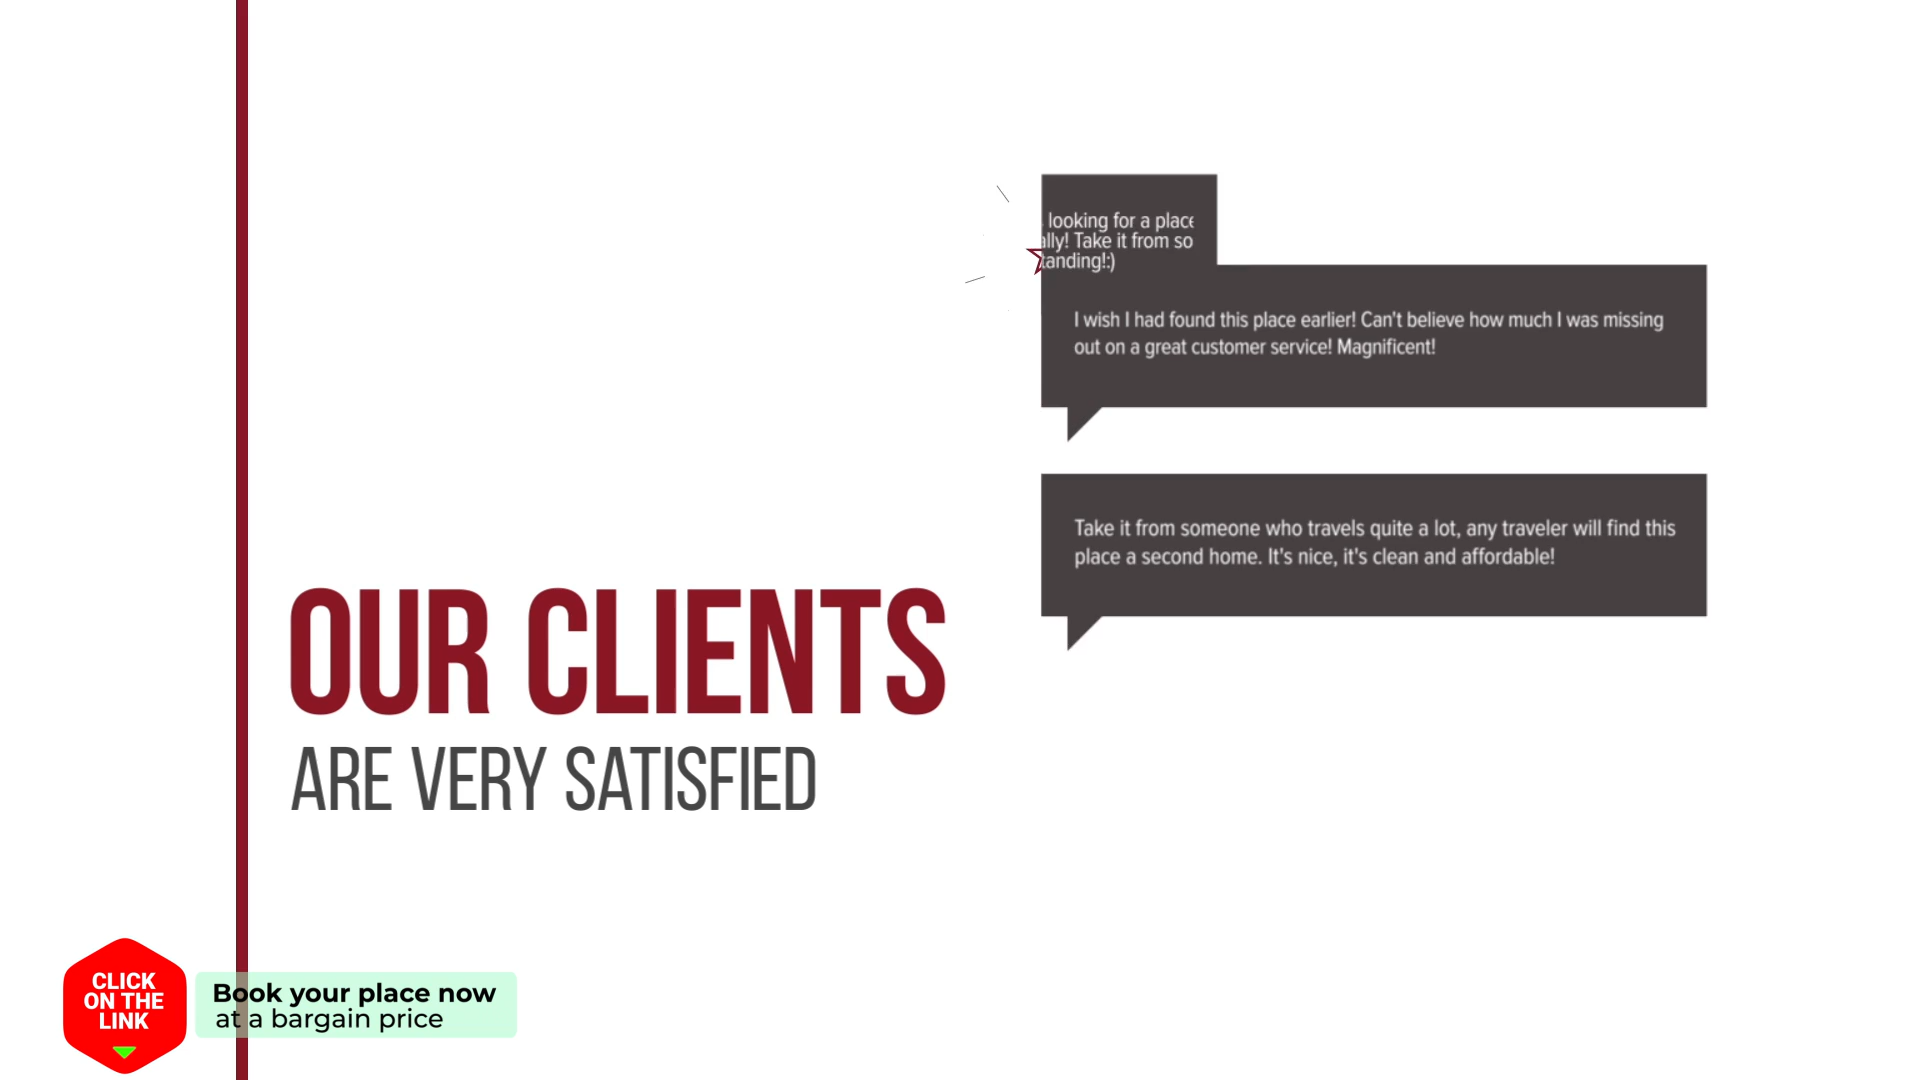 looking for a place
ally! Take it from so
tanding!:)
I wish I had found this place earlier! Can't believe how much I was missing
out on a great customer service! Magnificent!
Take it from someone who travels quite a lot, any traveler will find this
place a second home. It's nice, it's clean and affordable!
OUR CLIENTS
ARE VERY SATISFIED
CLICK
ON THE
LINK
Book your place now
at a bargain price